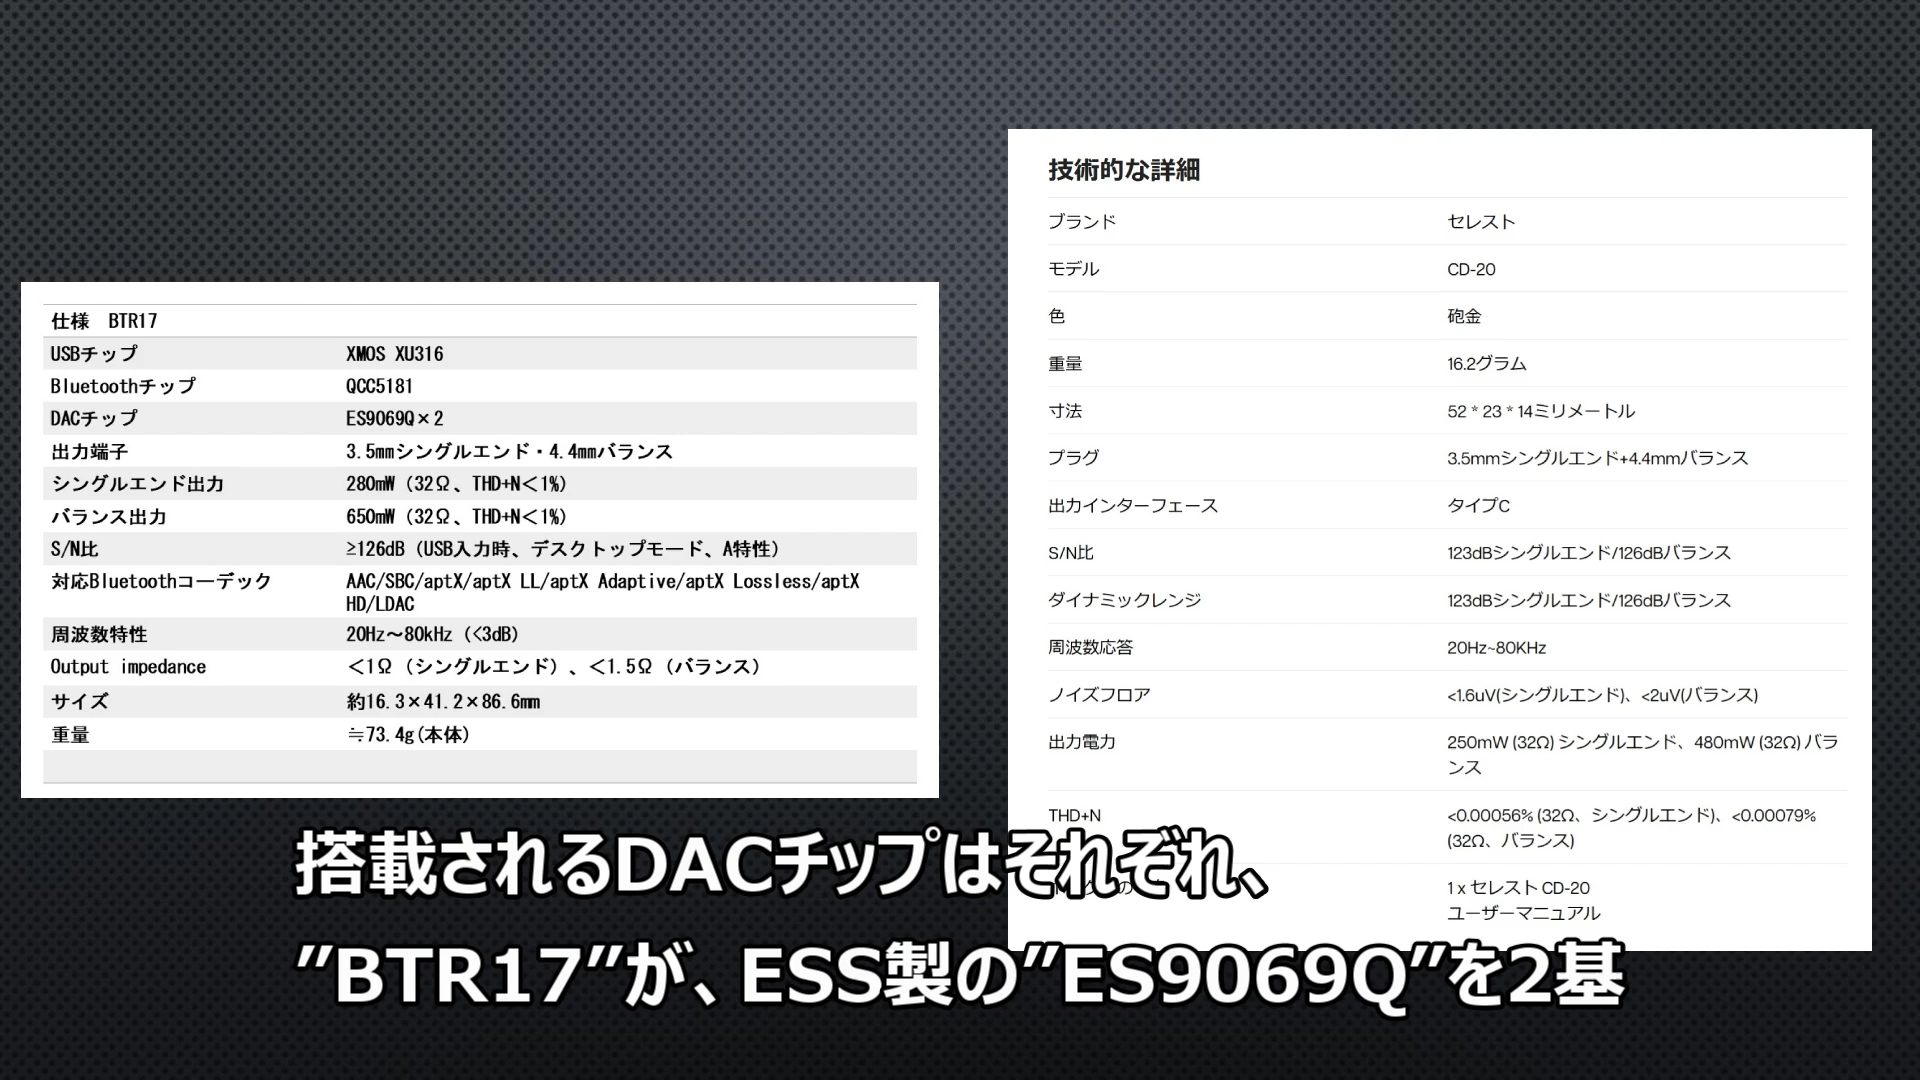 仕様 BTR17
USBチップ XMOS XU316
Bluetoothチップ QCC5181
DACチップ ES9069Q×2
出力端子 3.5mmシングルエンド・4.4mmバランス
シングルエンド出力 280mW（32Ω、THD+N＜1%）
バランス出力 650mW（32Ω、THD+N＜1%）
S/N比 ≥126dB（USB入力時、デスクトップモード、A特性）
対応Bluetoothコーデック AAC/SBC/aptX/aptX LL/aptX Adaptive/aptX Lossless/aptX
HD/LDAC
周波数特性 20Hz～80kHz（<3dB）
Output impedance ＜1Ω（シングルエンド）、＜1.5Ω（バランス）
サイズ 約16.3×41.2×86.6mm
重量 ≒73.4g(本体)
技術的な詳細
ブランド セレスト
モデル CD-20
色 砲金
重量 16.2グラム
寸法 52 * 23 * 14ミリメートル
プラグ 3.5mmシングルエンド+4.4mmバランス
出力インターフェース タイプC
S/N比 123dBシングルエンド/126dBバランス
ダイナミックレンジ 123dBシングルエンド/126dBバランス
周波数応答 20Hz~80KHz
ノイズフロア <1.6uV(シングルエンド)、<2uV(バランス)
出力電力 250mW (32Ω) シングルエンド、480mW (32Ω) バラ
ンス
THD+N <0.00056% (32Ω、シングルエンド)、<0.00079%
(32Ω、バランス)
1 x セレスト CD-20
ユーザーマニュアル
搭載されるDACチップはそれぞれ、
”BTR17”が、ESS製の”ES9069Q”を2基